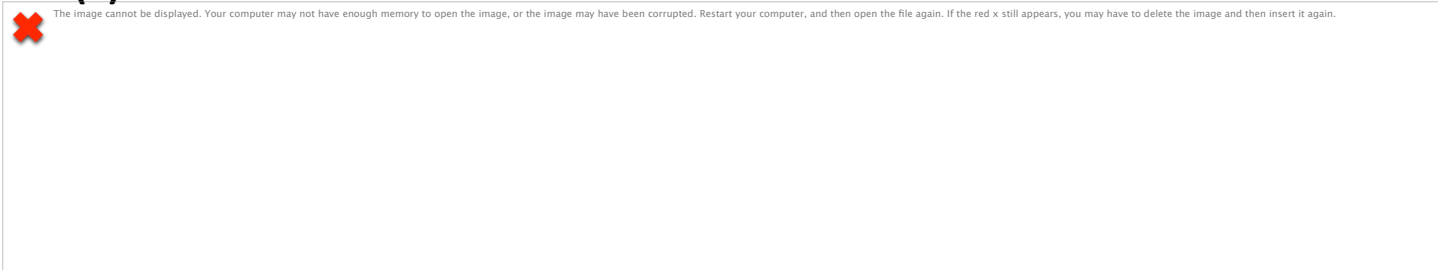 The image cannot be displayed. Your computer may not have enough memory to open the image, or the image may have been corrupted. Restart your computer, and then open the file again. If the red x still appears, you may have to delete the image and then insert it again.